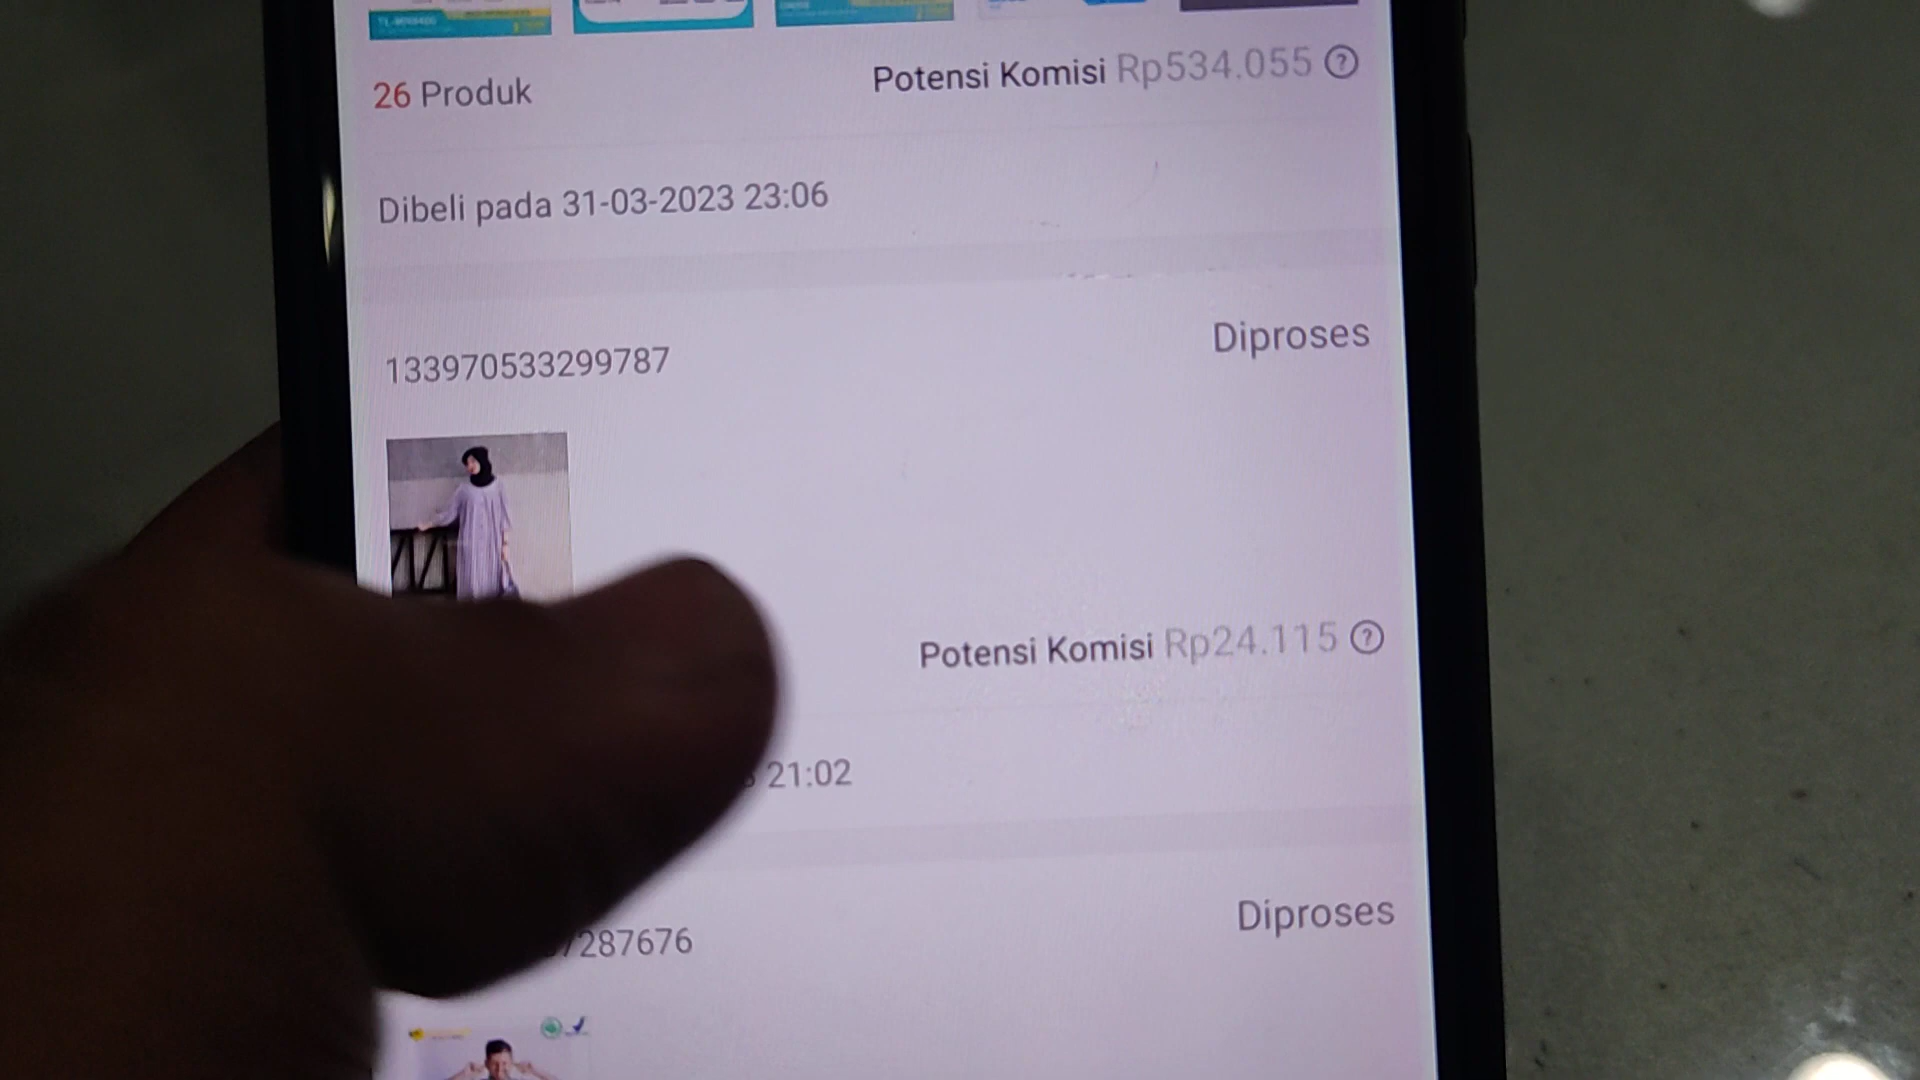 26 Produk
Potensi Komisi Rp534.055 ?
Dibeli pada 31-03-2023 23:06
133970533299787
Diproses
Potensi Komisi Rp24.115 ?
21:02
7287676
Diproses